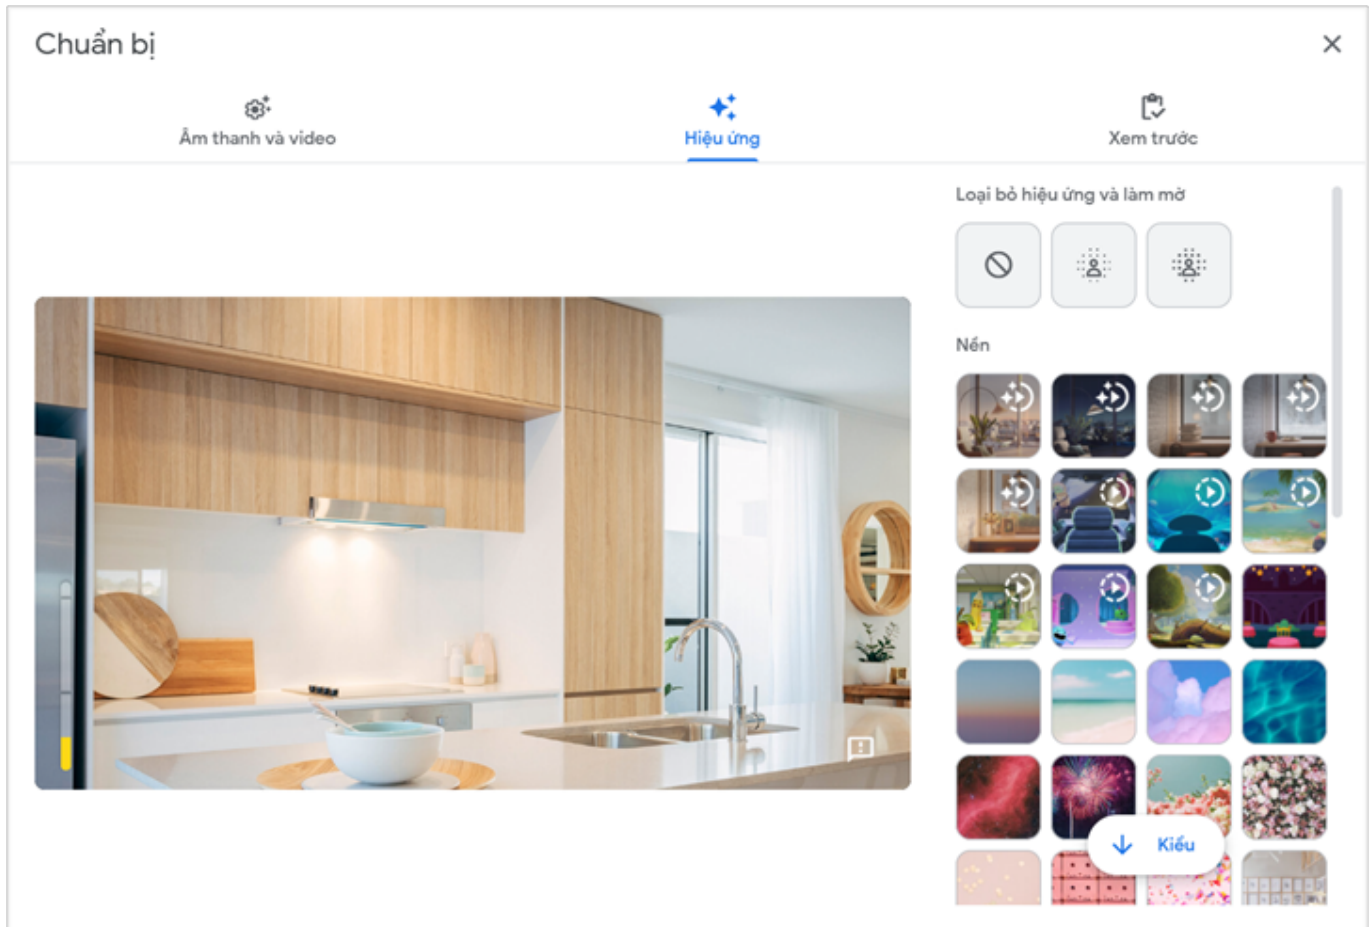 Chuẩn bị
Âm thanh và video
Hiệu ứng
Xem trước
Loại bỏ hiệu ứng và làm mờ
Nền
Kiểu